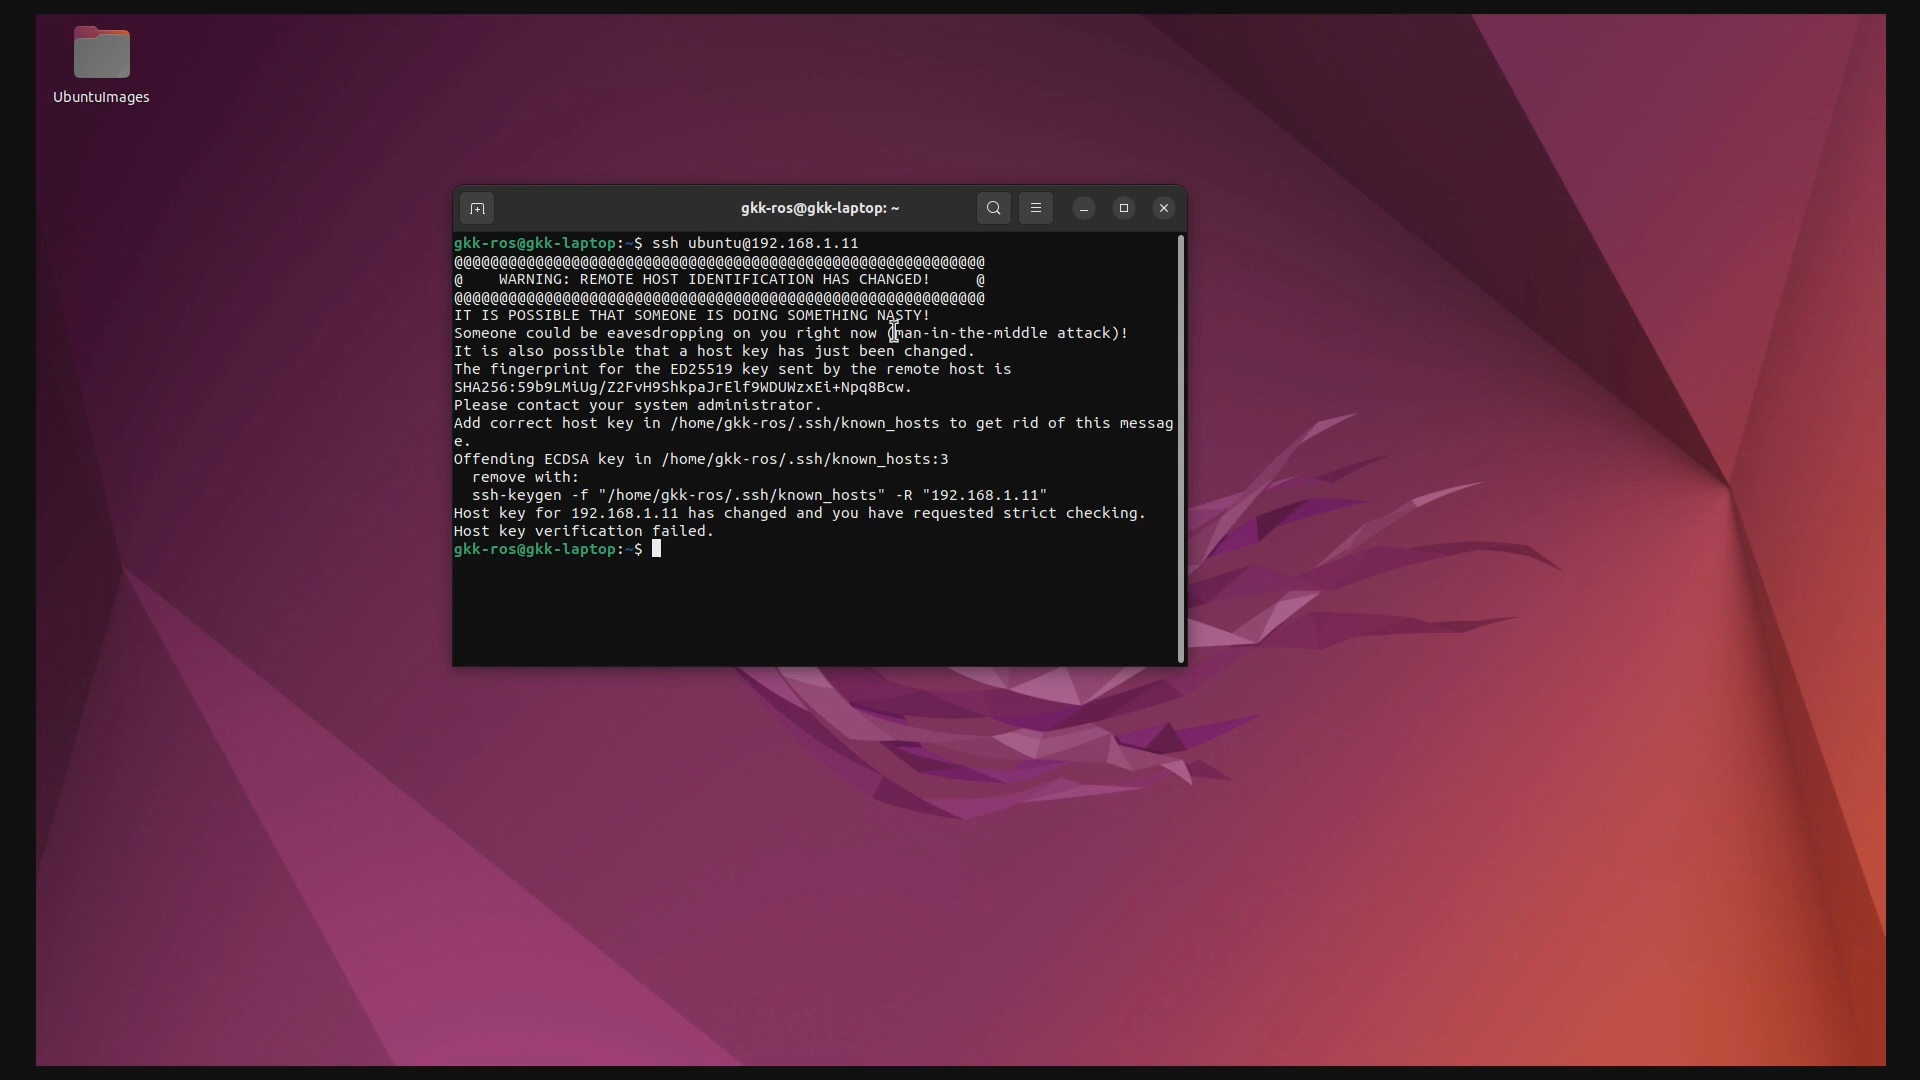 UbuntuImages
gkk-ros@gkk-laptop: ~
gkk-ros@gkk-laptop:~$ ssh ubuntu@192.168.1.11
@@@@@@@@@@@@@@@@@@@@@@@@@@@@@@@@@@@@@@@@@@@@@@@@@@@@@@@@@@@
@    WARNING: REMOTE HOST IDENTIFICATION HAS CHANGED!     @
@@@@@@@@@@@@@@@@@@@@@@@@@@@@@@@@@@@@@@@@@@@@@@@@@@@@@@@@@@@
IT IS POSSIBLE THAT SOMEONE IS DOING SOMETHING NASTY!
Someone could be eavesdropping on you right now (man-in-the-middle attack)!
It is also possible that a host key has just been changed.
The fingerprint for the ED25519 key sent by the remote host is
SHA256:59b9LMiUg/Z2FvH9ShkpaJrElf9WDUWzxEi+Npq8Bcw.
Please contact your system administrator.
Add correct host key in /home/gkk-ros/.ssh/known_hosts to get rid of this messag
e.
Offending ECDSA key in /home/gkk-ros/.ssh/known_hosts:3
  remove with:
  ssh-keygen -f "/home/gkk-ros/.ssh/known_hosts" -R "192.168.1.11"
Host key for 192.168.1.11 has changed and you have requested strict checking.
Host key verification failed.
gkk-ros@gkk-laptop:~$